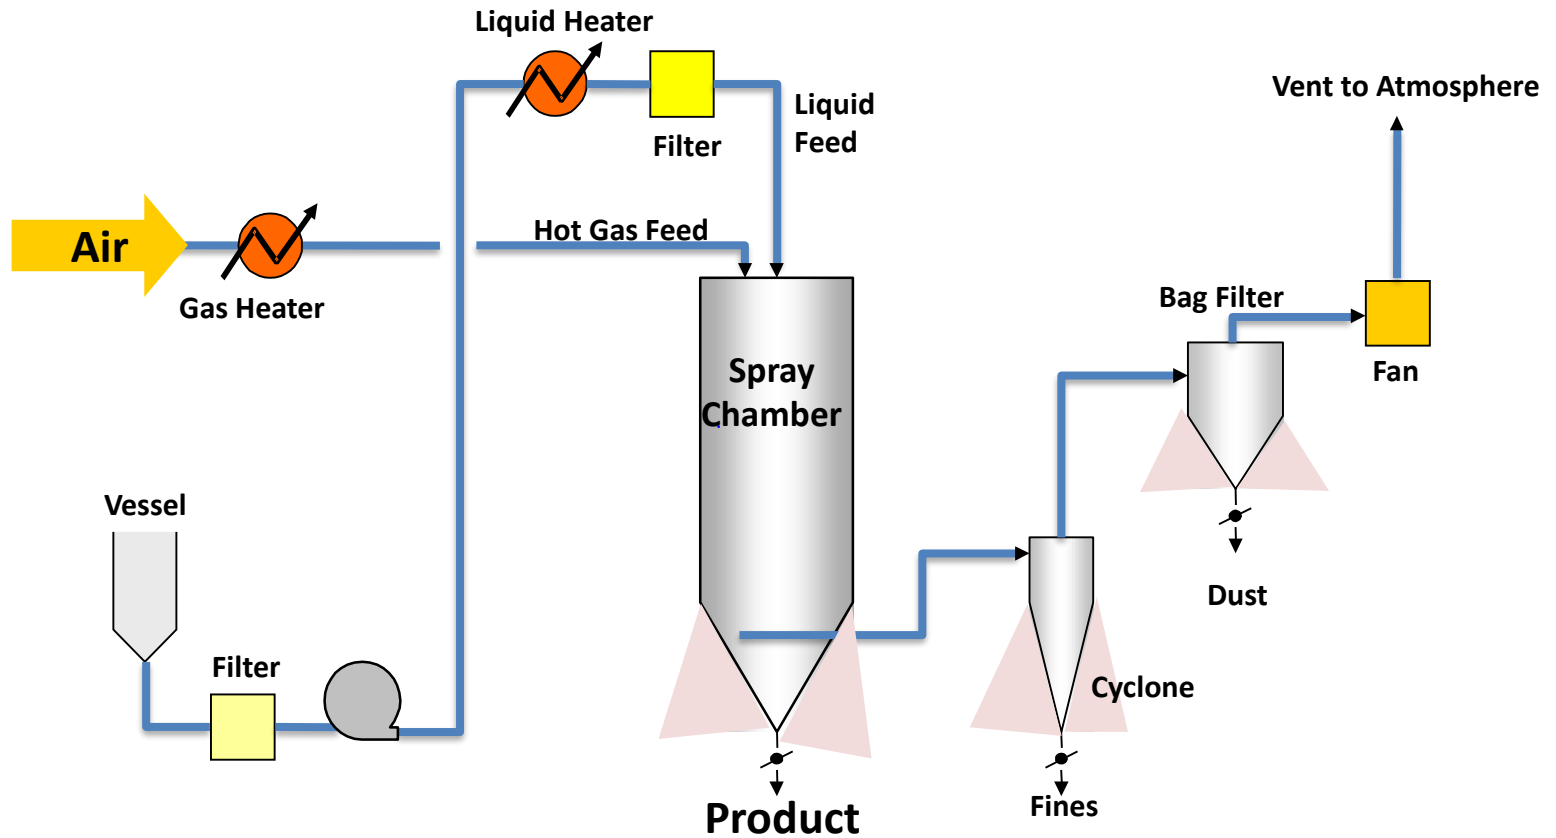 Liquid Heater
Vent to Atmosphere
Liquid
Feed
Filter
Air
Hot Gas Feed
Gas Heater
Bag Filter
Spray
Chamber
Fan
Vessel
Dust
Filter
Cyclone
Product
Fines